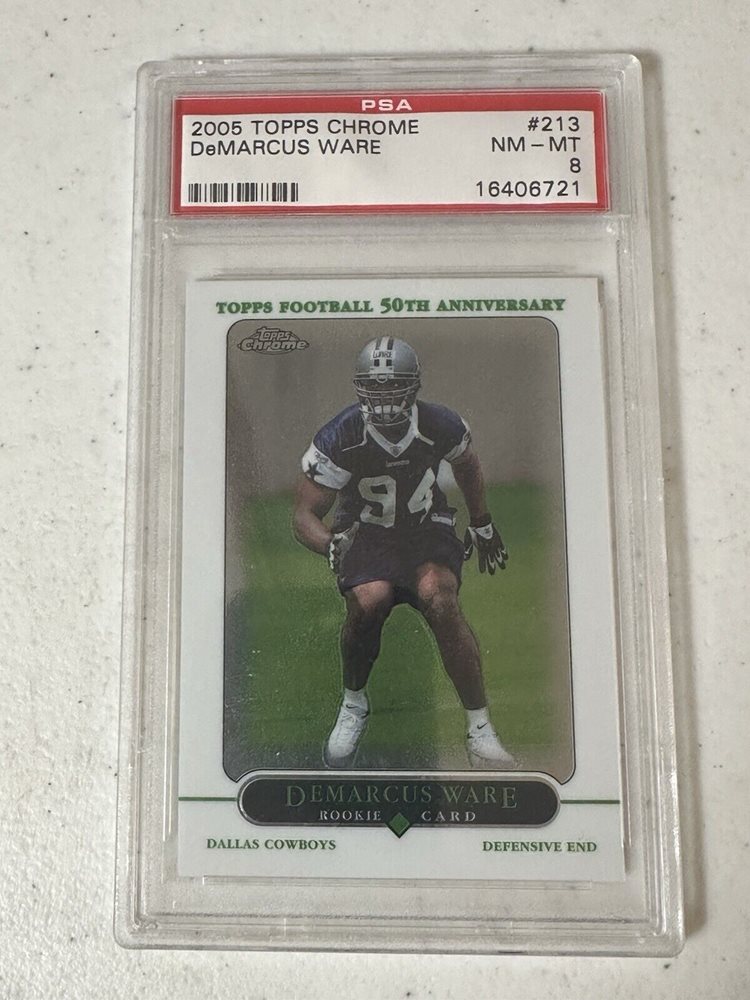 PSA
2005 TOPPS CHROME #213
DeMARCUS WARE NM - MT
8
16406721
TOPPS FOOTBALL 50TH ANNIVERSARY
Topps
Chrome
WARE
94
DEMARCUS WARE
ROOKIE CARD
DALLAS COWBOYS DEFENSIVE END